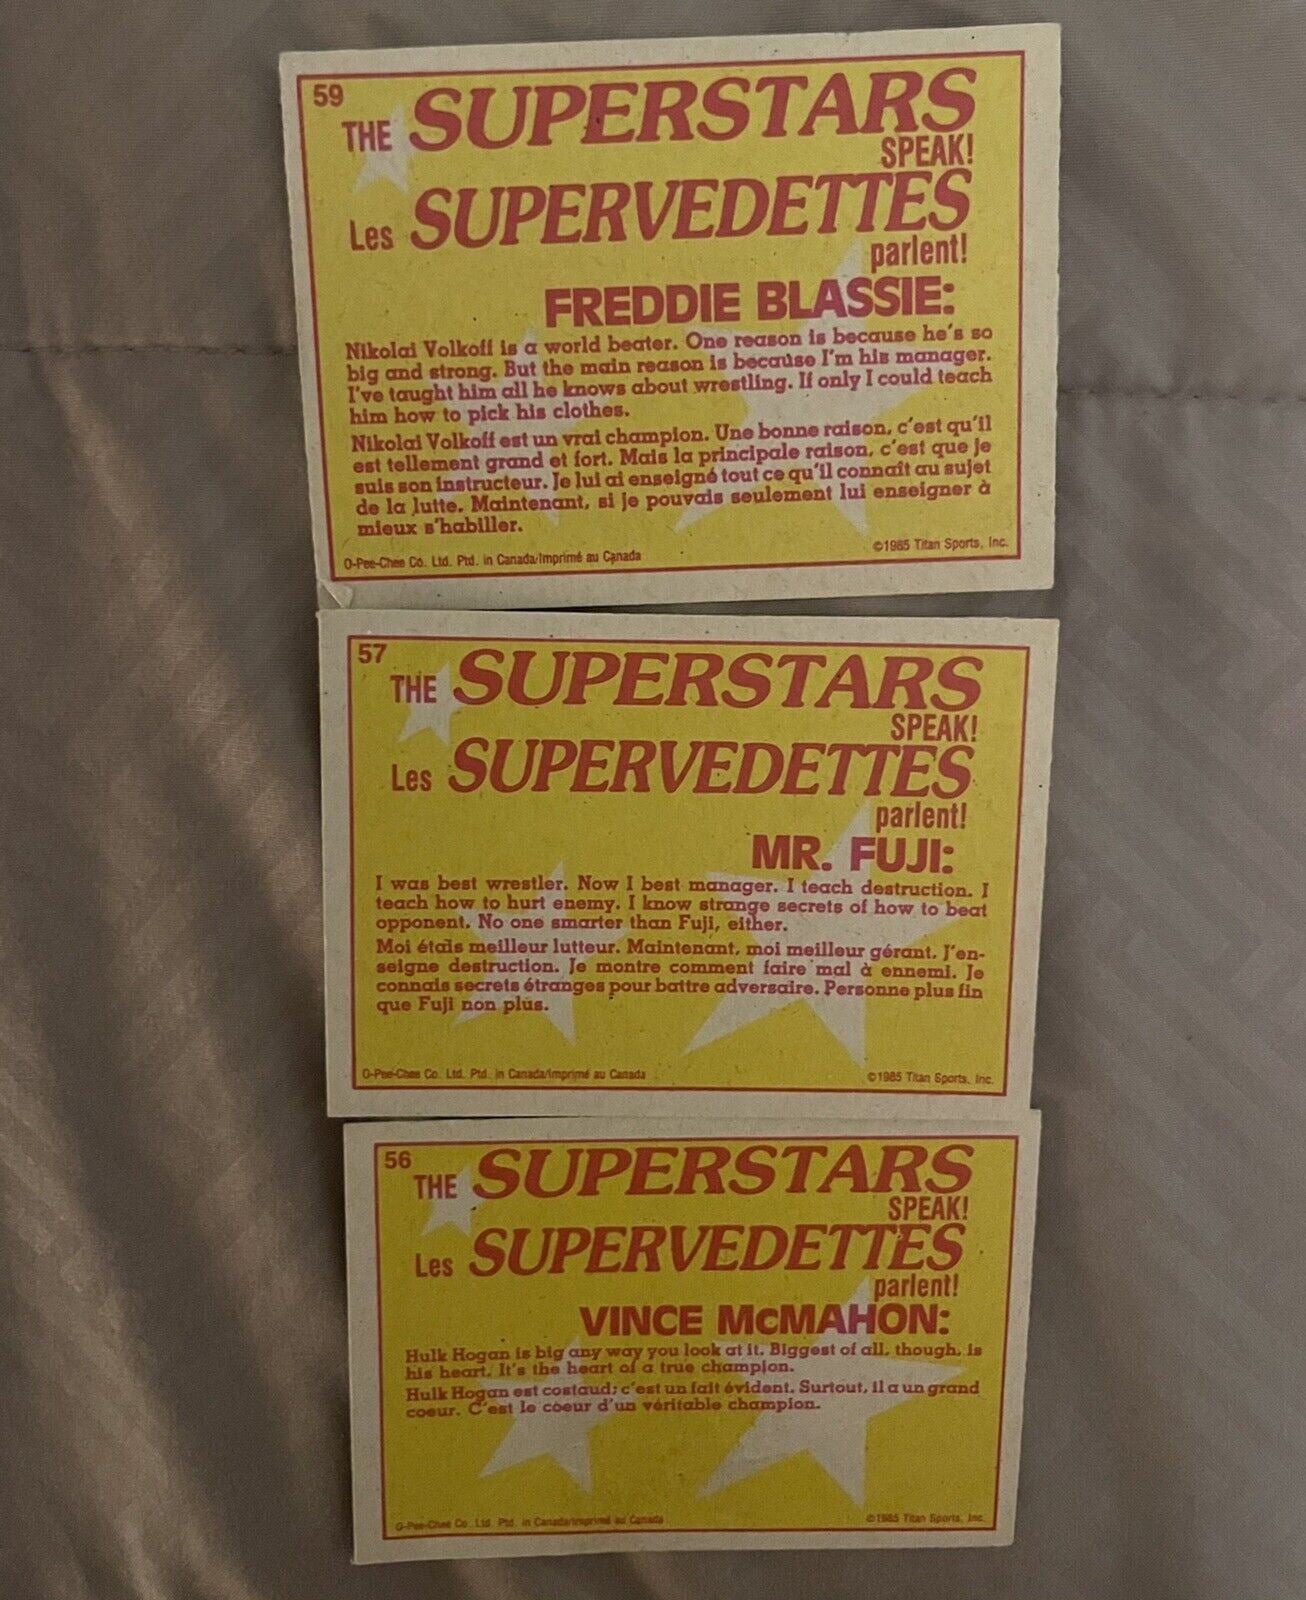 59
THE SUPERSTARS
SPEAK!
Les SUPERVEDETTES
parlent!
FREDDIE BLASSIE:
Nikolai Volkoff is a world beater. One reason is because he's so
big and strong. But the main reason is because I'm his manager.
I've taught him all he knows about wrestling. If only I could teach
him how to pick his clothes.
Nikolai Volkoff est un vrai champion. Une bonne raison, c'est qu'il
est tellement grand et fort. Mais la principale raison, c'est que je
suis son instructeur. Je lui ai enseigné tout ce qu'il connaît au sujet
de la lutte. Maintenant, si je pouvais seulement lui enseigner à
mieux s'habiller.
O-Pee-Chee Co. Ltd. Ptd. in Canada/Imprimé au Canada
©1985 Titan Sports, Inc.
57
THE SUPERSTARS
SPEAK!
Les SUPERVEDETTES
parlent!
MR. FUJI:
I was best wrestler. Now I best manager. I teach destruction. I
teach how to hurt enemy. I know strange secrets of how to beat
opponent. No one smarter than Fuji, either.
Moi étais meilleur lutteur. Maintenant, moi meilleur gérant. J'en-
seigne destruction. Je montre comment faire mal à ennemi. Je
connais secrets étranges pour battre adversaire. Personne plus fin
que Fuji non plus.
O-Pee-Chee Co. Ltd. Ptd. in Canada/Imprimé au Canada
©1985 Titan Sports, Inc.
56
THE SUPERSTARS
SPEAK!
Les SUPERVEDETTES
parlent!
VINCE McMAHON:
Hulk Hogan is big any way you look at it. Biggest of all, though, is
his heart. It's the heart of a true champion.
Hulk Hogan est costaud; c'est un fait évident. Surtout, il a un grand
coeur. C'est le coeur d'un véritable champion.
O-Pee-Chee Co. Ltd. Ptd. in Canada/Imprimé au Canada
©1985 Titan Sports, Inc.